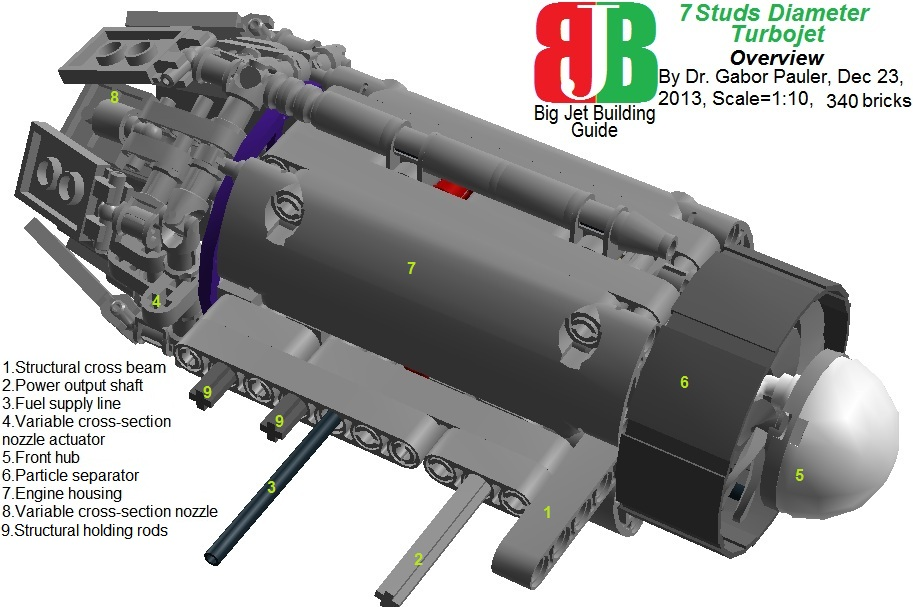 7 Studs Diameter
Turbojet
Overview
By Dr. Gabor Pauler, Dec 23,
2013, Scale=1:10, 340 bricks
BJB
Big Jet Building
Guide
8
7
4
6
9
9
5
3
1
2
1.Structural cross beam
2.Power output shaft
3.Fuel supply line
4.Variable cross-section
nozzle actuator
5.Front hub
6.Particle separator
7.Engine housing
8.Variable cross-section nozzle
9.Structural holding rods